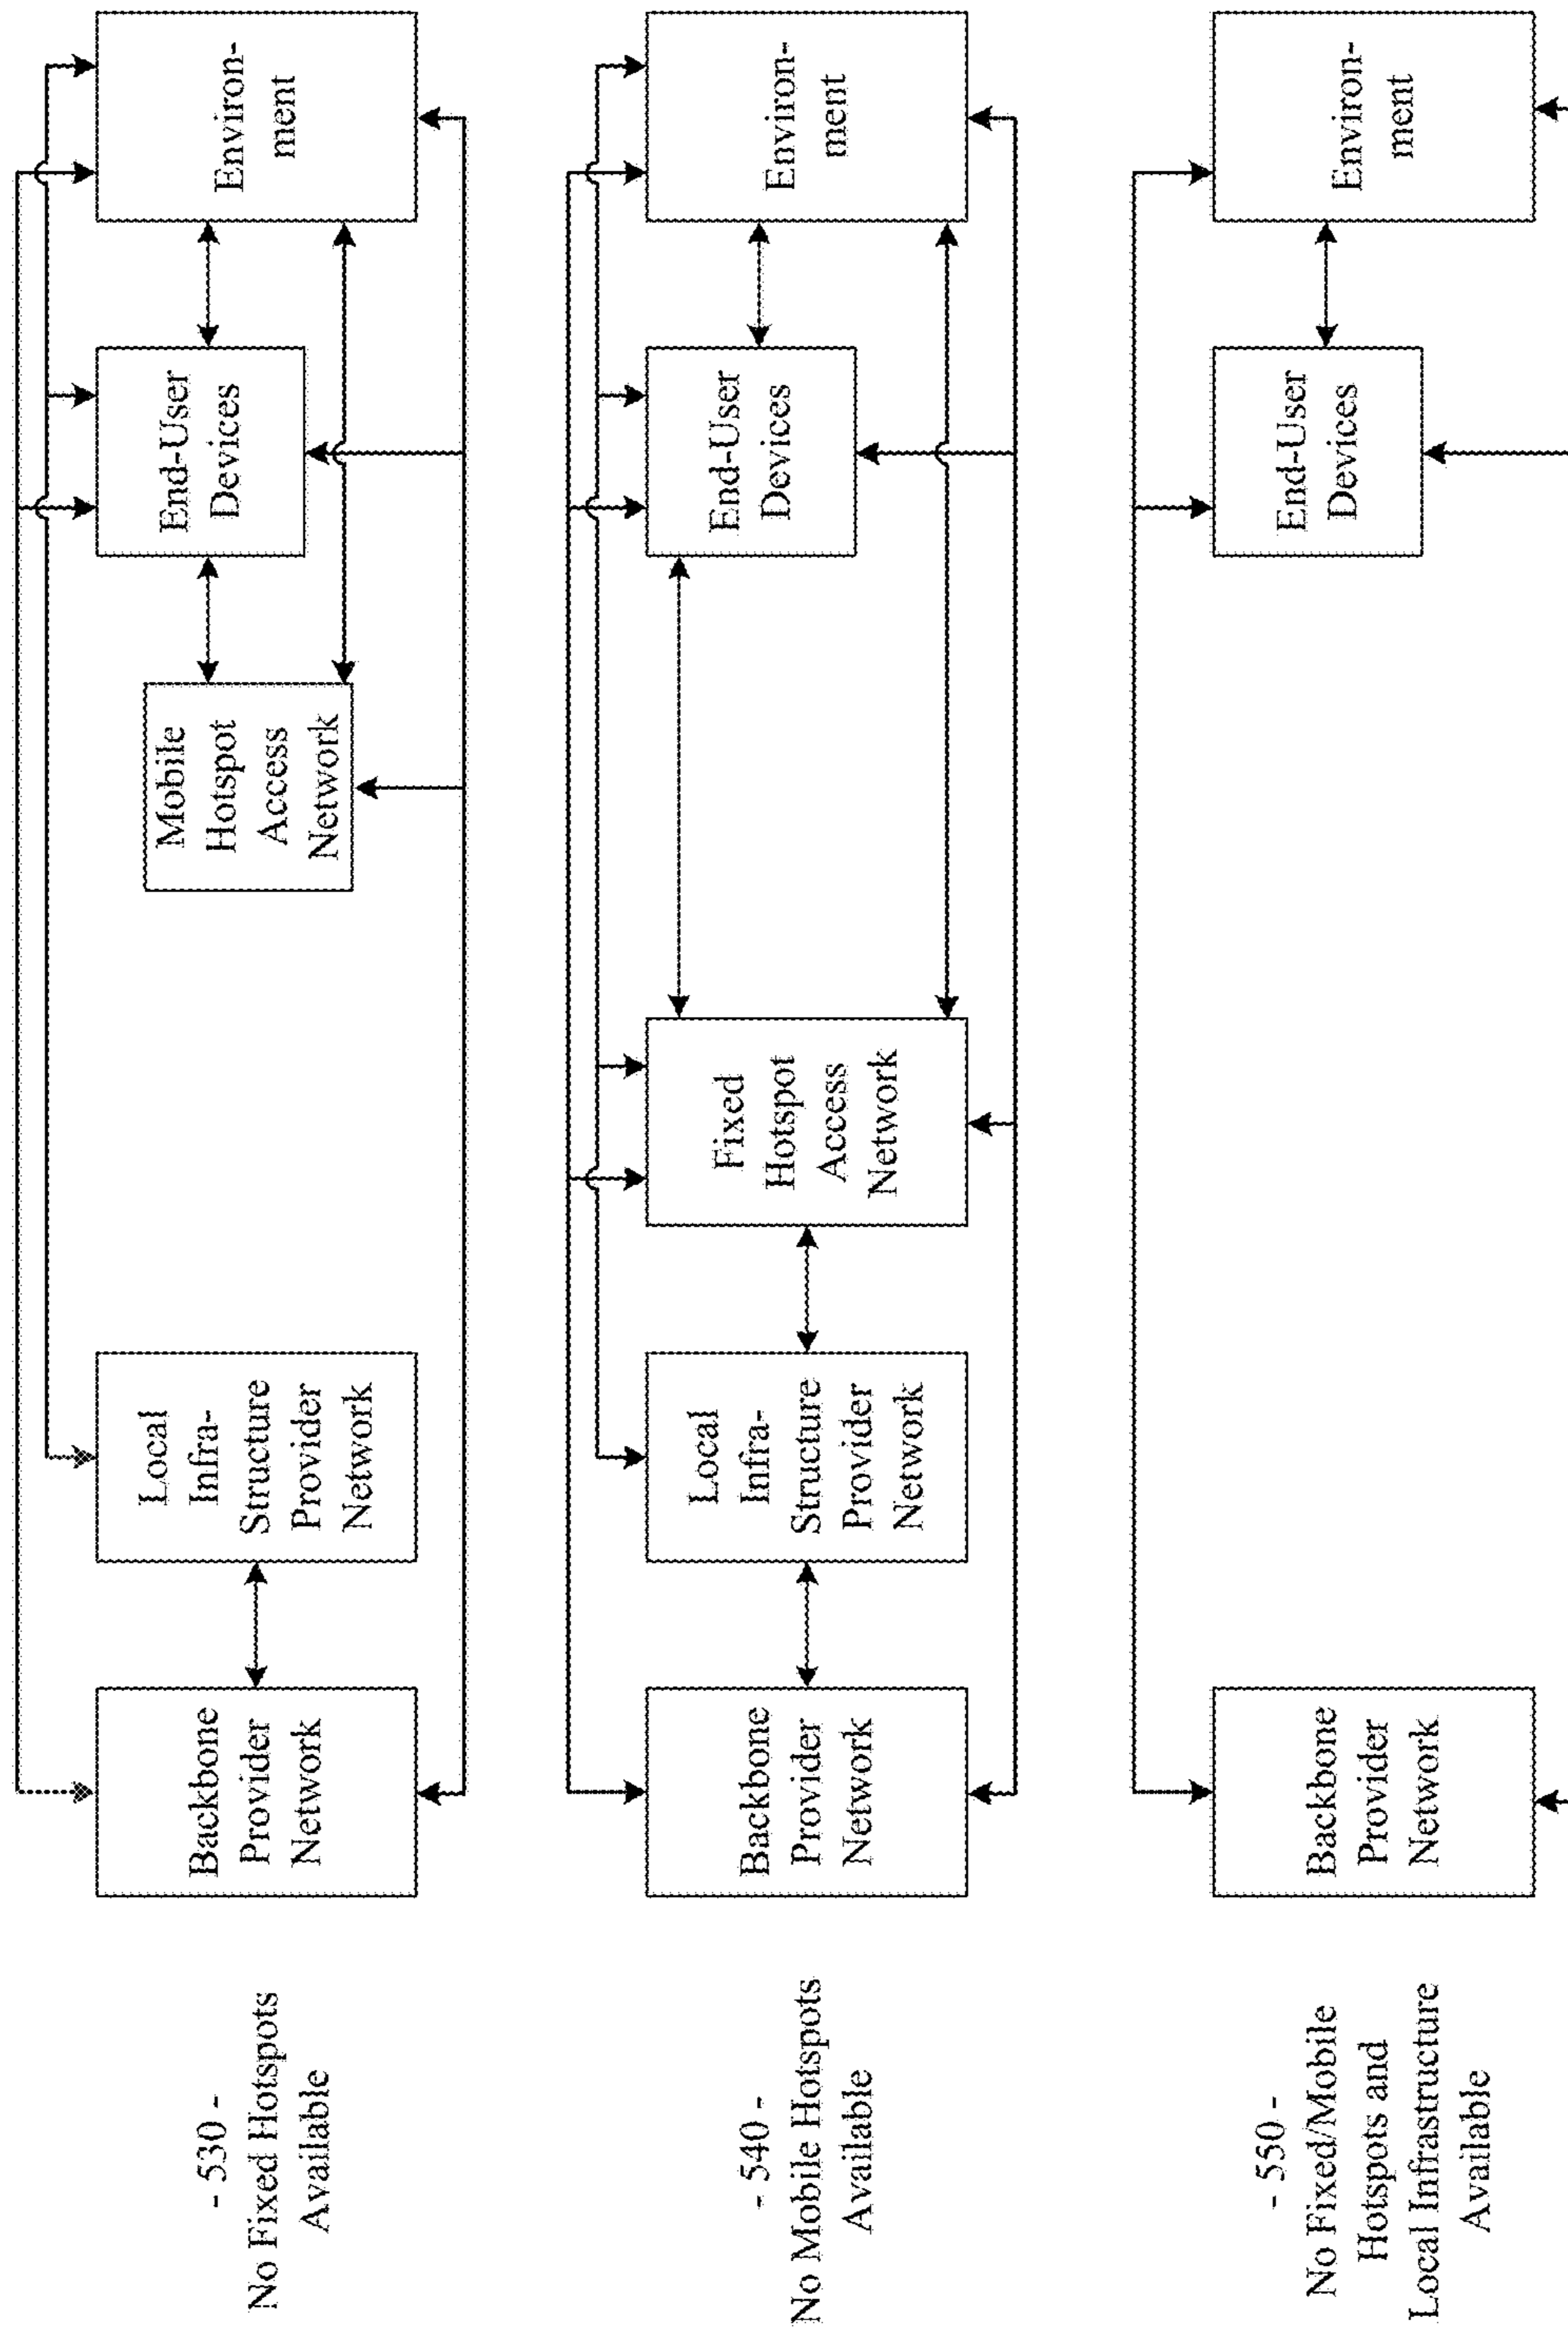 - 530 -
No Fixed Hotspots
Available
Backbone
Provider
Network
Local
Infra-
Structure
Provider
Network
Mobile
Hotspot
Access
Network
End-User
Devices
Environ-
ment
- 540 -
No Mobile Hotspots
Available
Backbone
Provider
Network
Local
Infra-
Structure
Provider
Network
Fixed
Hotspot
Access
Network
End-User
Devices
Environ-
ment
- 550 -
No Fixed/Mobile
Hotspots and
Local Infrastructure
Available
Backbone
Provider
Network
End-User
Devices
Environ-
ment